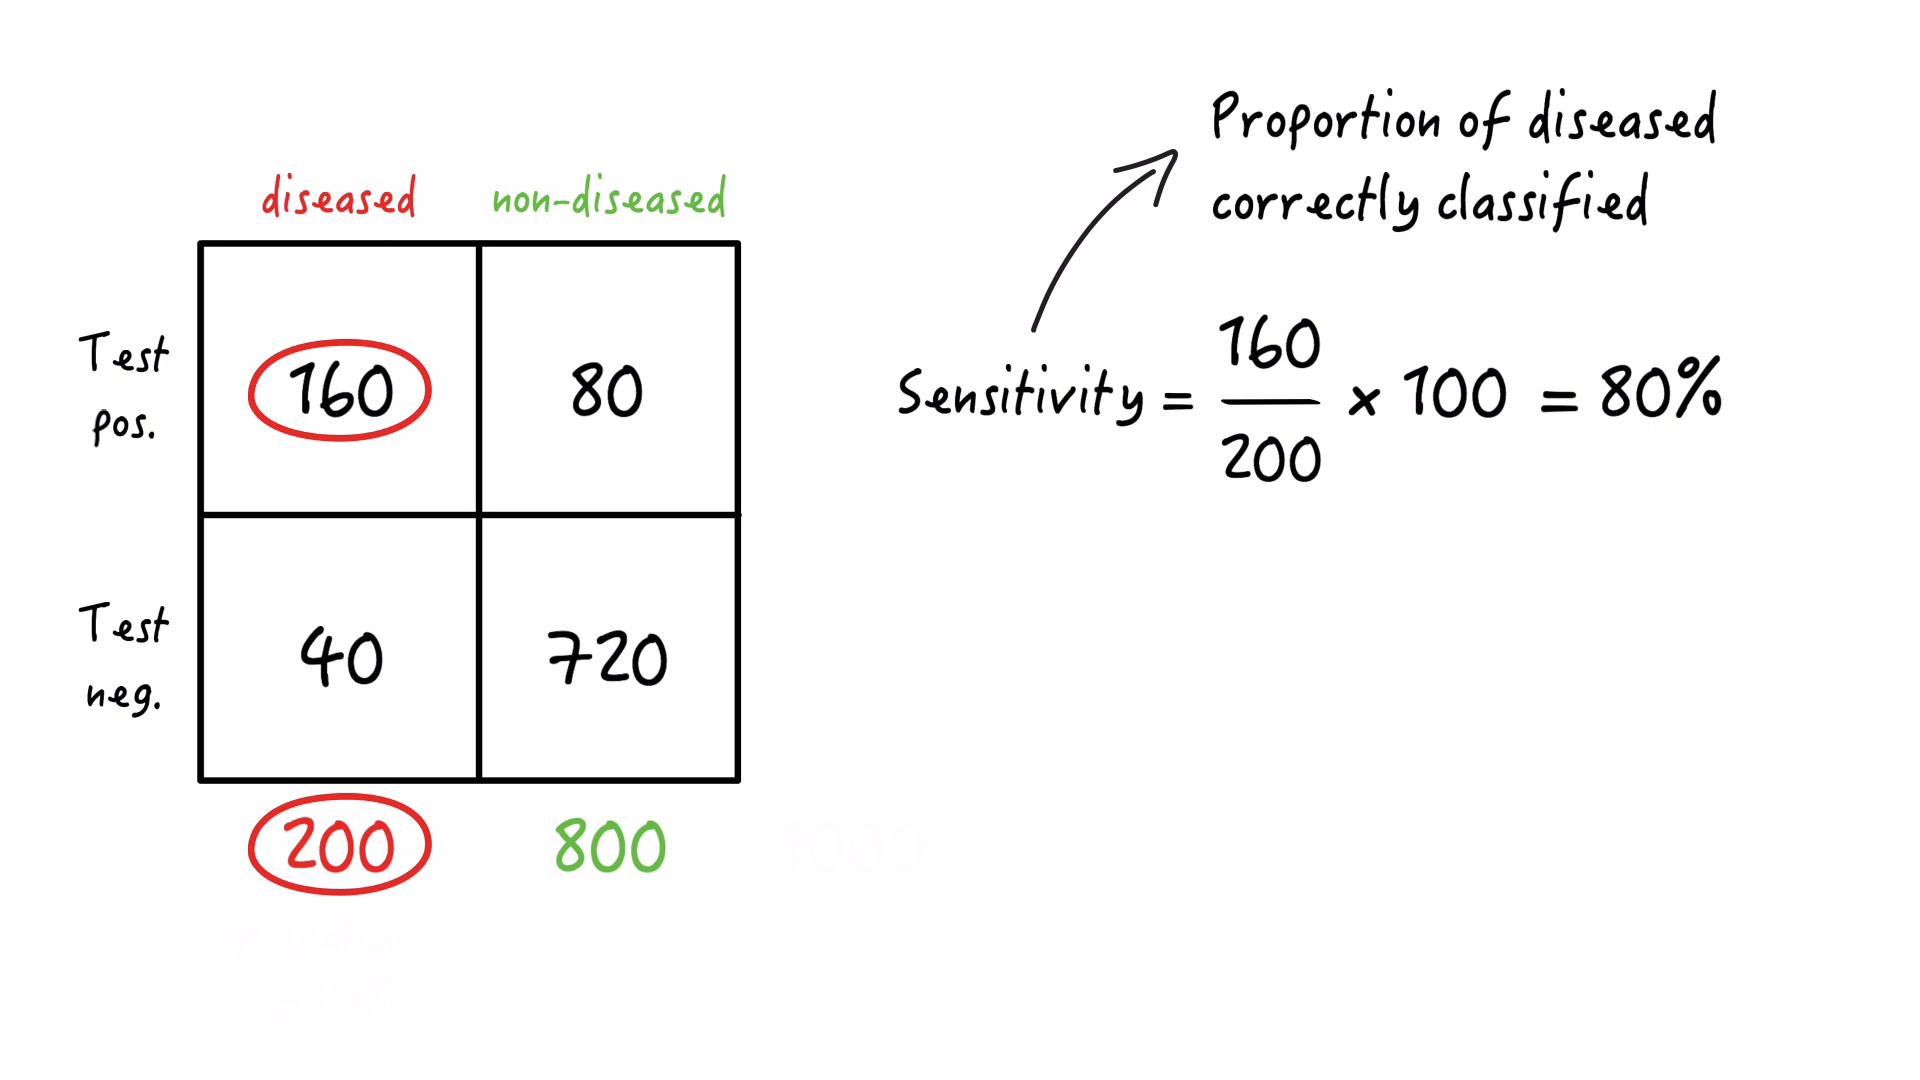 diseased non-diseased
Test pos. 160 80
Test neg. 40 720
200 800
Proportion of diseased
correctly classified
Sensitivity = 160/200 × 100 = 80%